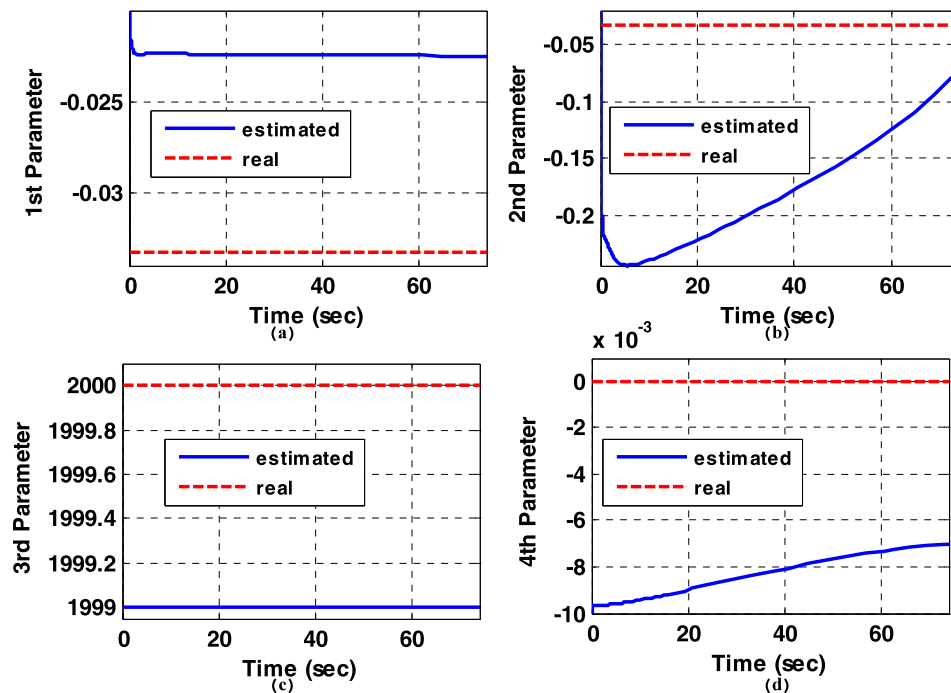 1st Parameter
-0.025
-0.03
estimated
real
0
20
40
60
Time (sec)
(a)
2nd Parameter
-0.05
-0.1
-0.15
-0.2
estimated
real
0
20
40
60
Time (sec)
(b)
3rd Parameter
2000
1999.8
1999.6
1999.4
1999.2
1999
estimated
real
0
20
40
60
Time (sec)
(c)
x 10^-3
4th Parameter
0
-2
-4
-6
-8
-10
estimated
real
0
20
40
60
Time (sec)
(d)